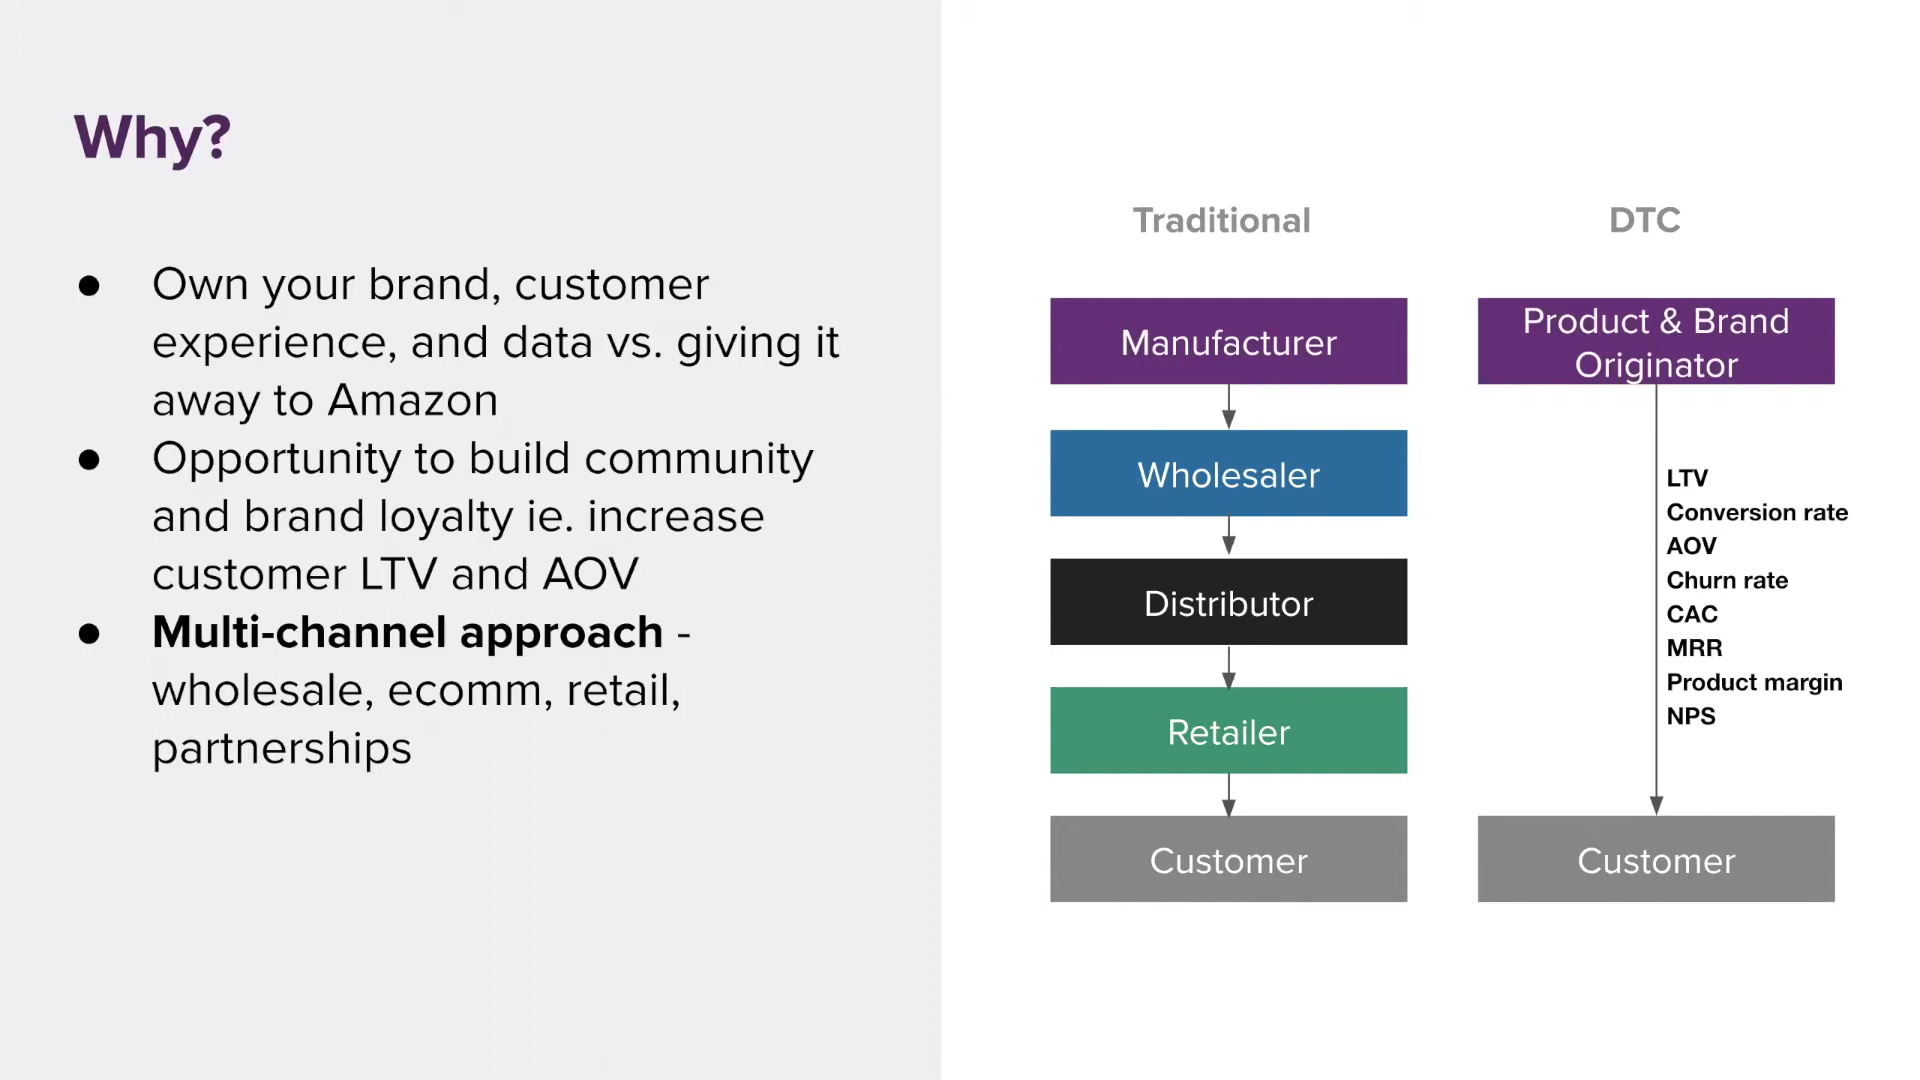 Why?
● Own your brand, customer
experience, and data vs. giving it
away to Amazon
● Opportunity to build community
and brand loyalty ie. increase
customer LTV and AOV
● Multi-channel approach -
wholesale, ecomm, retail,
partnerships
Traditional
Manufacturer
Wholesaler
Distributor
Retailer
Customer
DTC
Product & Brand
Originator
LTV
Conversion rate
AOV
Churn rate
CAC
MRR
Product margin
NPS
Customer